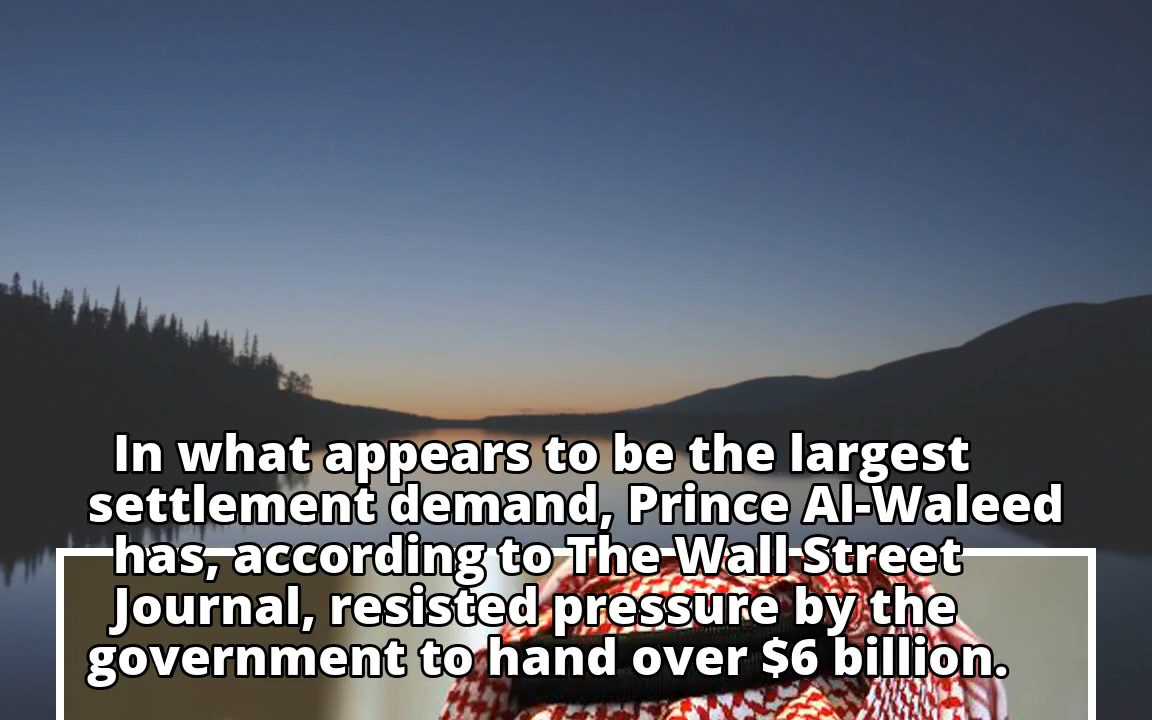 In what appears to be the largest
settlement demand, Prince Al-Waleed
has, according to The Wall Street
Journal, resisted pressure by the
government to hand over $6 billion.